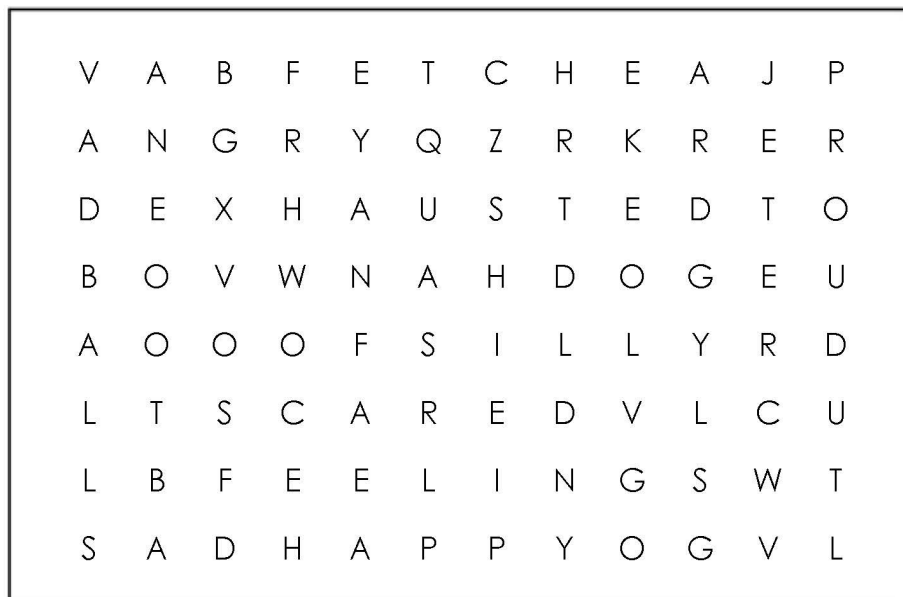 V A B F E T C H E A J P
A N G R Y Q Z R K R E R
D E X H A U S T E D T O
B O V W N A H D O G E U
A O O O F S I L L Y R D
L T S C A R E D V L C U
L B F E E L I N G S W T
S A D H A P P Y O G V L